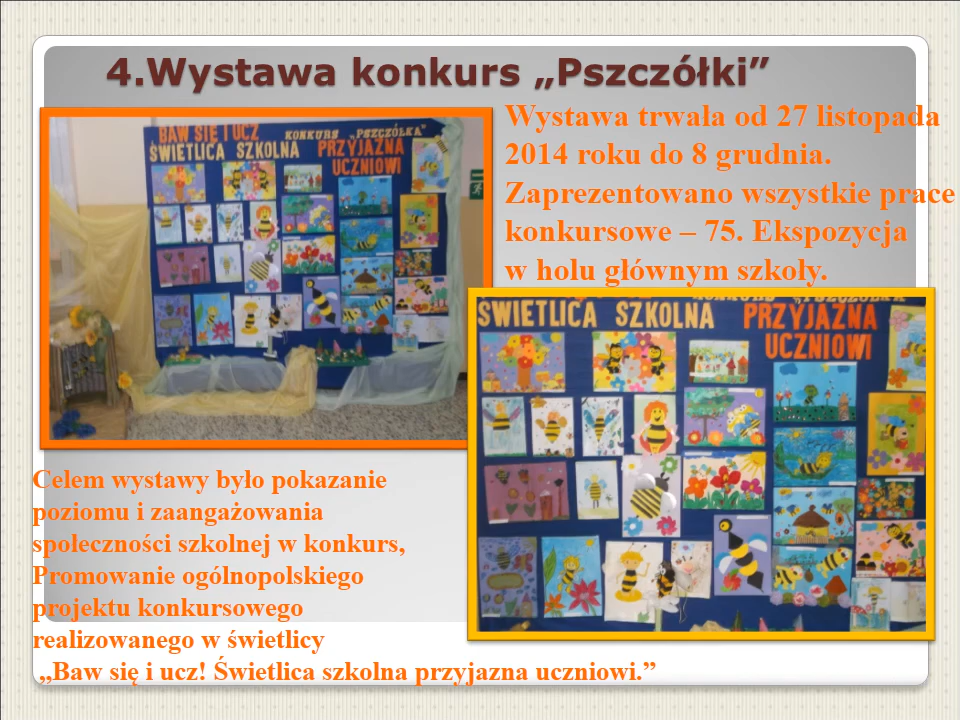 4.Wystawa konkurs „Pszczółki”
Wystawa trwała od 27 listopada
2014 roku do 8 grudnia.
Zaprezentowano wszystkie prace
konkursowe – 75. Ekspozycja
w holu głównym szkoły.
BAW SIĘ I UCZ KONKURS „PSZCZÓŁKA”
ŚWIETLICA SZKOLNA PRZYJAZNA
UCZNIOWI
KONKURS „PSZCZÓŁKA”
ŚWIETLICA SZKOLNA PRZYJAZNA
UCZNIOWI
Celem wystawy było pokazanie
poziomu i zaangażowania
społeczności szkolnej w konkurs,
Promowanie ogólnopolskiego
projektu konkursowego
realizowanego w świetlicy
„Baw się i ucz! Świetlica szkolna przyjazna uczniowi.”